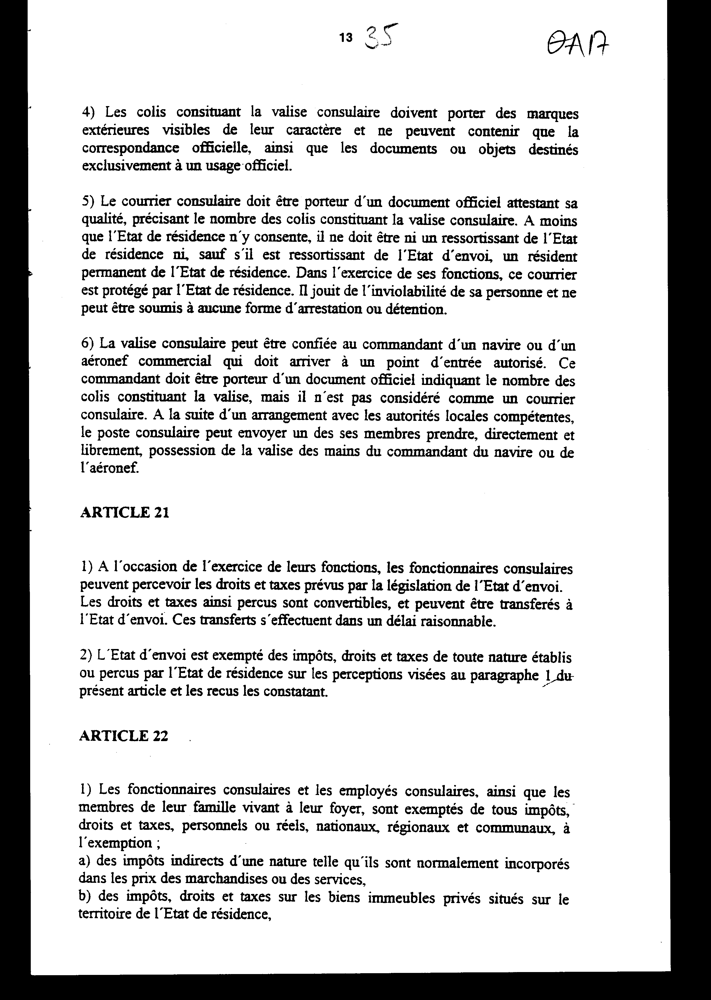 13 35
ΘA17
4) Les colis consituant la valise consulaire doivent porter des marques
extérieures visibles de leur caractère et ne peuvent contenir que la
correspondance officielle, ainsi que les documents ou objets destinés
exclusivement à un usage officiel.
5) Le courrier consulaire doit être porteur d´un document officiel attestant sa
qualité, précisant le nombre des colis constituant la valise consulaire. A moins
que l´Etat de résidence n´y consente, il ne doit être ni un ressortissant de l´Etat
de résidence ni, sauf s´il est ressortissant de l´Etat d´envoi, un résident
permanent de l´Etat de résidence. Dans l´exercice de ses fonctions, ce courrier
est protégé par l´Etat de résidence. Il jouit de l´inviolabilité de sa personne et ne
peut être soumis à aucune forme d´arrestation ou détention.
6) La valise consulaire peut être confiée au commandant d´un navire ou d´un
aéronef commercial qui doit arriver à un point d´entrée autorisé. Ce
commandant doit être porteur d´un document officiel indiquant le nombre des
colis constituant la valise, mais il n´est pas considéré comme un courrier
consulaire. A la suite d´un arrangement avec les autorités locales compétentes,
le poste consulaire peut envoyer un des ses membres prendre, directement et
librement, possession de la valise des mains du commandant du navire ou de
l´aéronef.
ARTICLE 21
1) A l´occasion de l´exercice de leurs fonctions, les fonctionnaires consulaires
peuvent percevoir les droits et taxes prévus par la législation de l´Etat d´envoi.
Les droits et taxes ainsi percus sont convertibles, et peuvent être transferés à
l´Etat d´envoi. Ces transferts s´effectuent dans un délai raisonnable.
2) L´Etat d´envoi est exempté des impôts, droits et taxes de toute nature établis
ou percus par l´Etat de résidence sur les perceptions visées au paragraphe 1 du
présent article et les recus les constatant.
ARTICLE 22
1) Les fonctionnaires consulaires et les employés consulaires, ainsi que les
membres de leur famille vivant à leur foyer, sont exemptés de tous impôts,
droits et taxes, personnels ou réels, nationaux, régionaux et communaux, à
l´exemption ;
a) des impôts indirects d´une nature telle qu´ils sont normalement incorporés
dans les prix des marchandises ou des services,
b) des impôts, droits et taxes sur les biens immeubles privés situés sur le
territoire de l´Etat de résidence,